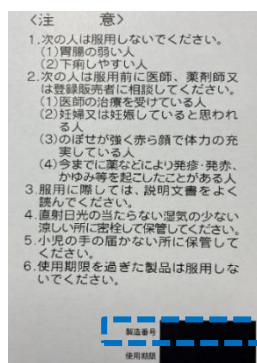 〈注　意〉
1.次の人は服用しないでください。
(1)胃腸の弱い人
(2)下痢しやすい人
2.次の人は服用前に医師、薬剤師又
は登録販売者に相談してください。
(1)医師の治療を受けている人
(2)妊婦又は妊娠していると思われ
る人
(3)のぼせが強く赤ら顔で体力の充
実している人
(4)今までに薬などにより発疹・発赤、
かゆみ等を起こしたことがある人
3.服用に際しては、説明文書をよく
読んでください。
4.直射日光の当たらない湿気の少ない
涼しい所に密栓して保管してください。
5.小児の手の届かない所に保管して
ください。
6.使用期限を過ぎた製品は服用しな
いでください。
製造番号
使用期限